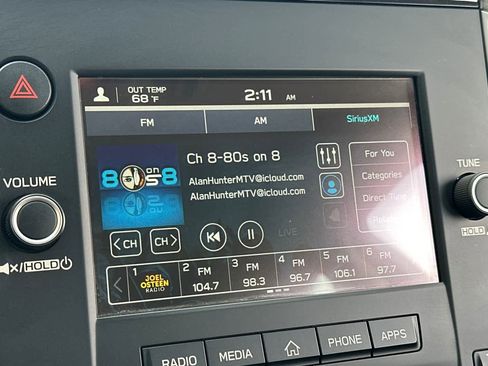 OUT TEMP
68 °F
2:11 AM
FM
AM
SiriusXM
80s on 8
Ch 8-80s on 8
AlanHunterMTV@icloud.com
AlanHunterMTV@icloud.com
For You
Categories
Direct Tune
VOLUME
TUNE
HOLD
HOLD
< CH
CH >
LIVE
1
JOEL
OSTEEN
RADIO
2 FM
104.7
3 FM
98.3
4 FM
96.7
5 FM
106.1
6 FM
97.7
RADIO
MEDIA
PHONE
APPS